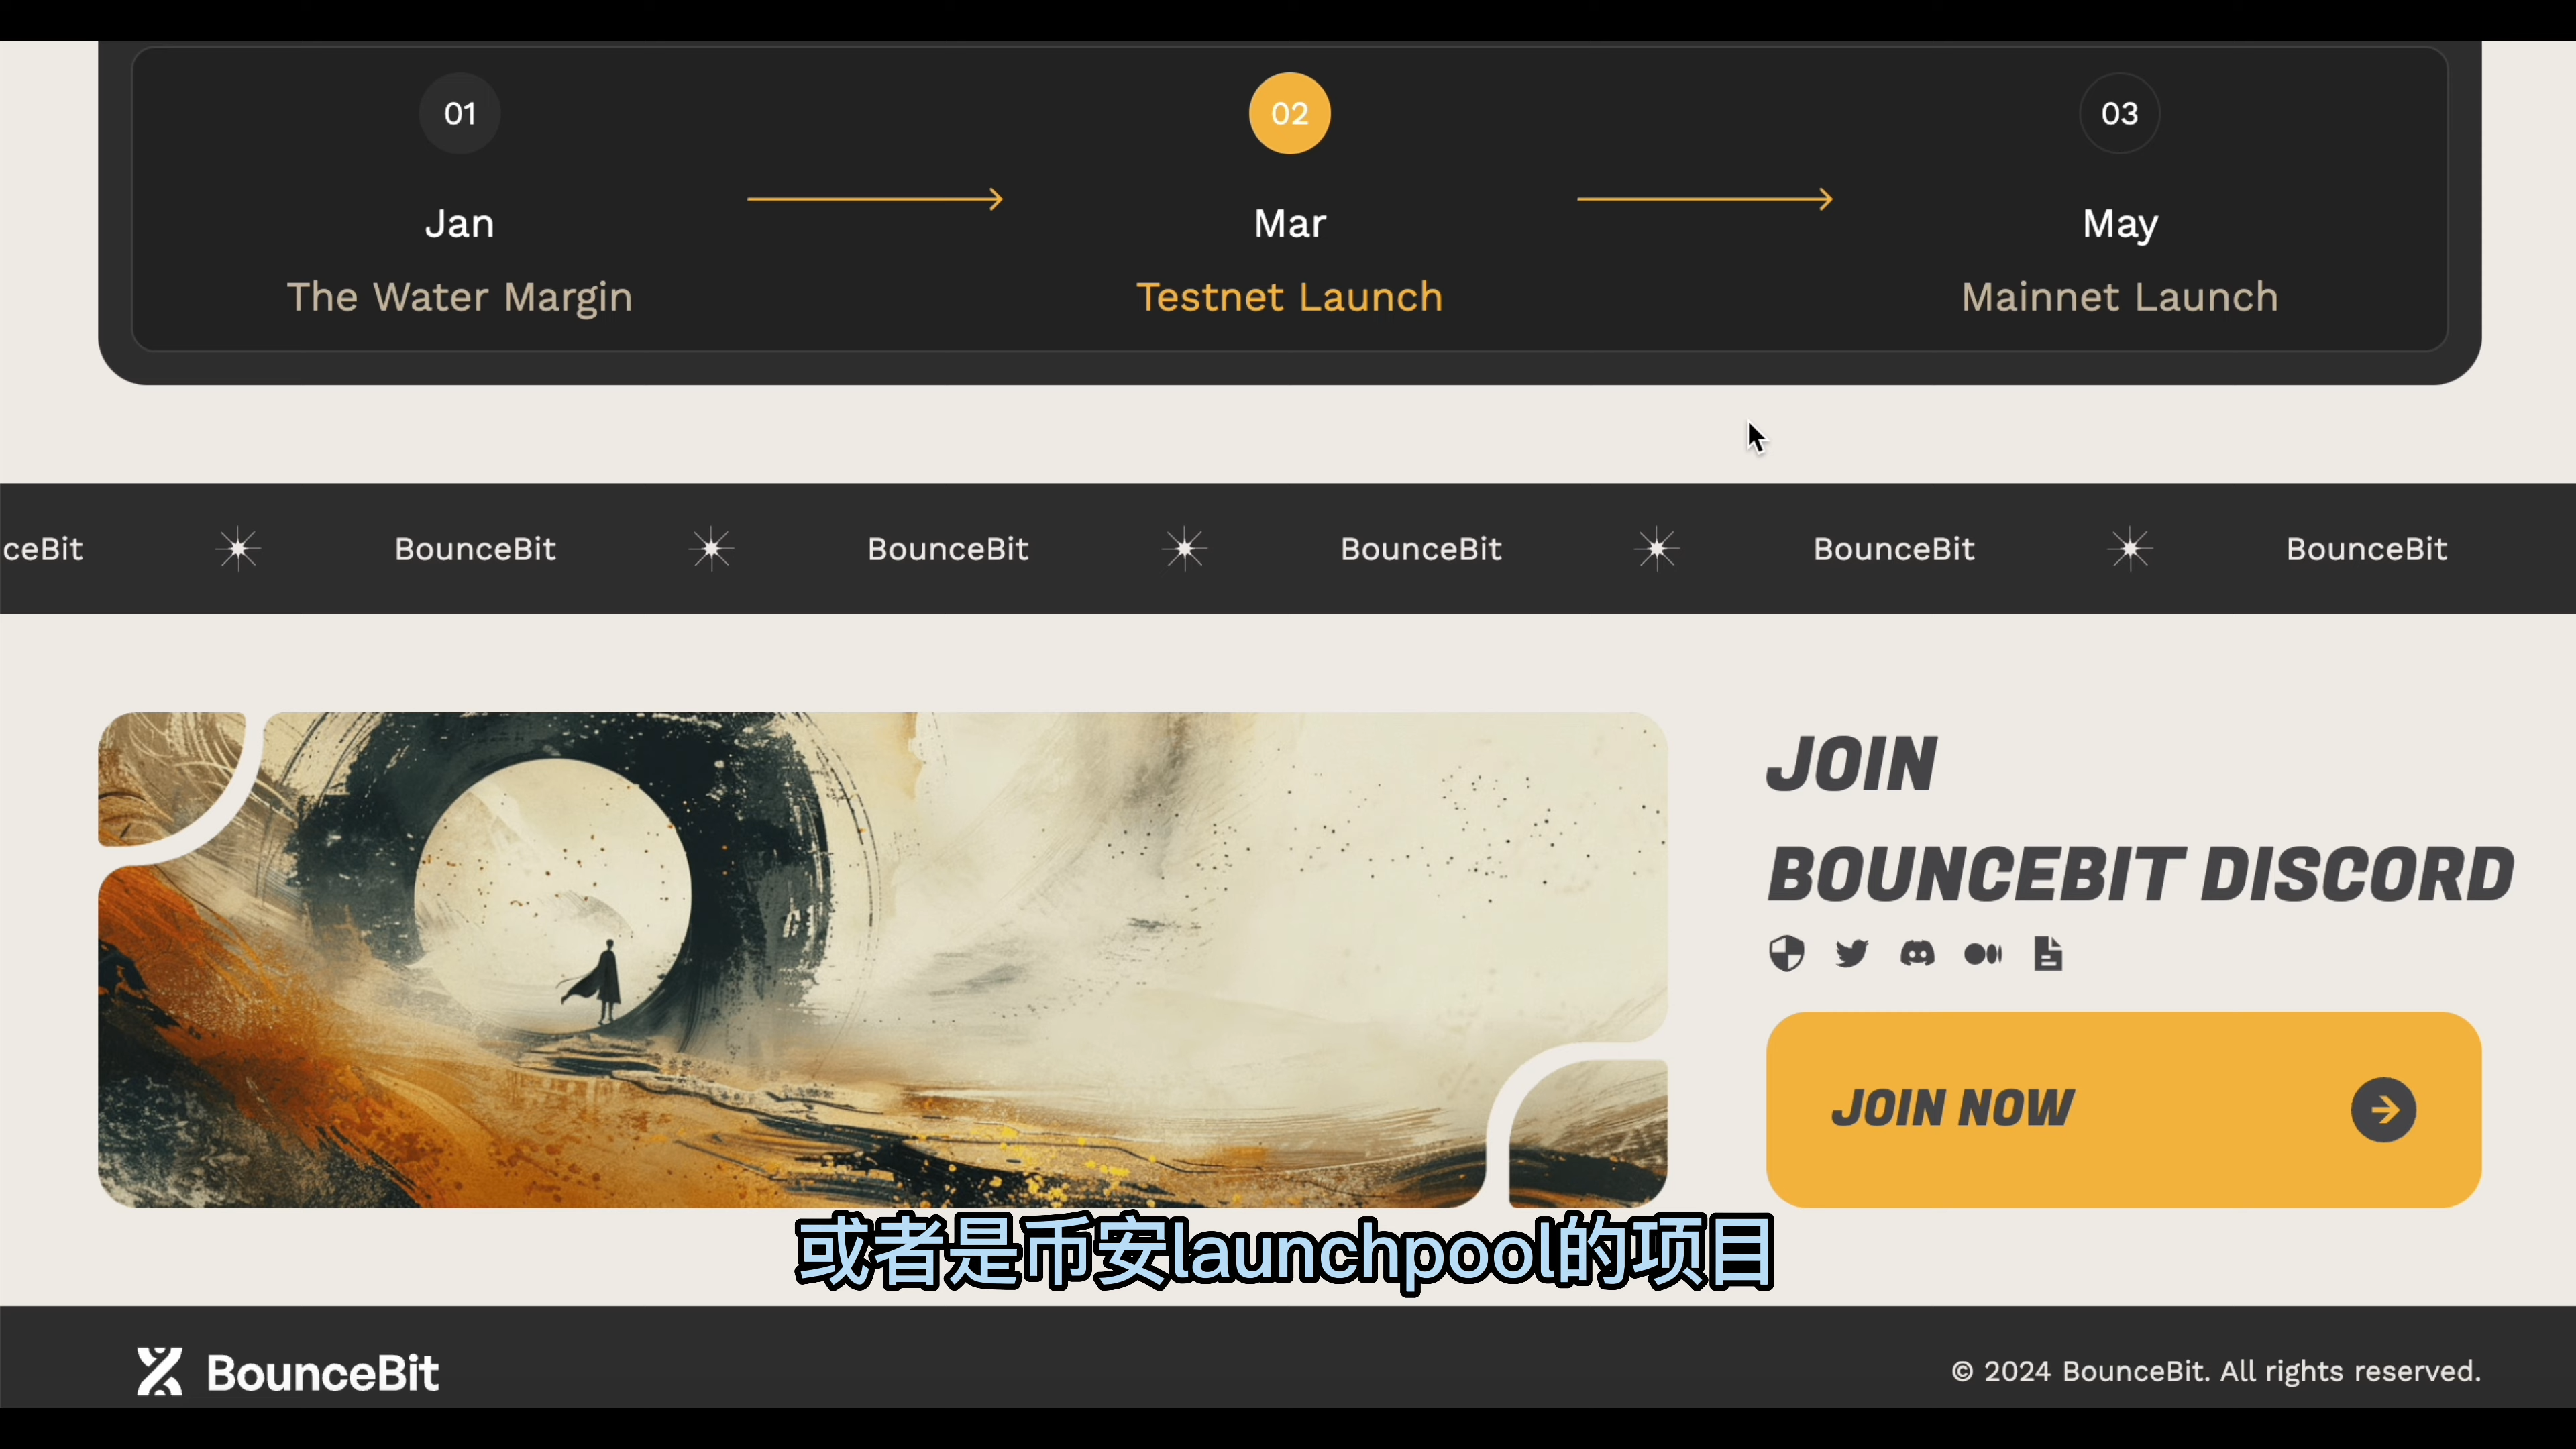 01
02
03
Jan
Mar
May
The Water Margin
Testnet Launch
Mainnet Launch
ceBit BounceBit BounceBit BounceBit BounceBit BounceBit
JOIN
BOUNCEBIT DISCORD
JOIN NOW
或者是币安launchpool的项目
BounceBit
© 2024 BounceBit. All rights reserved.